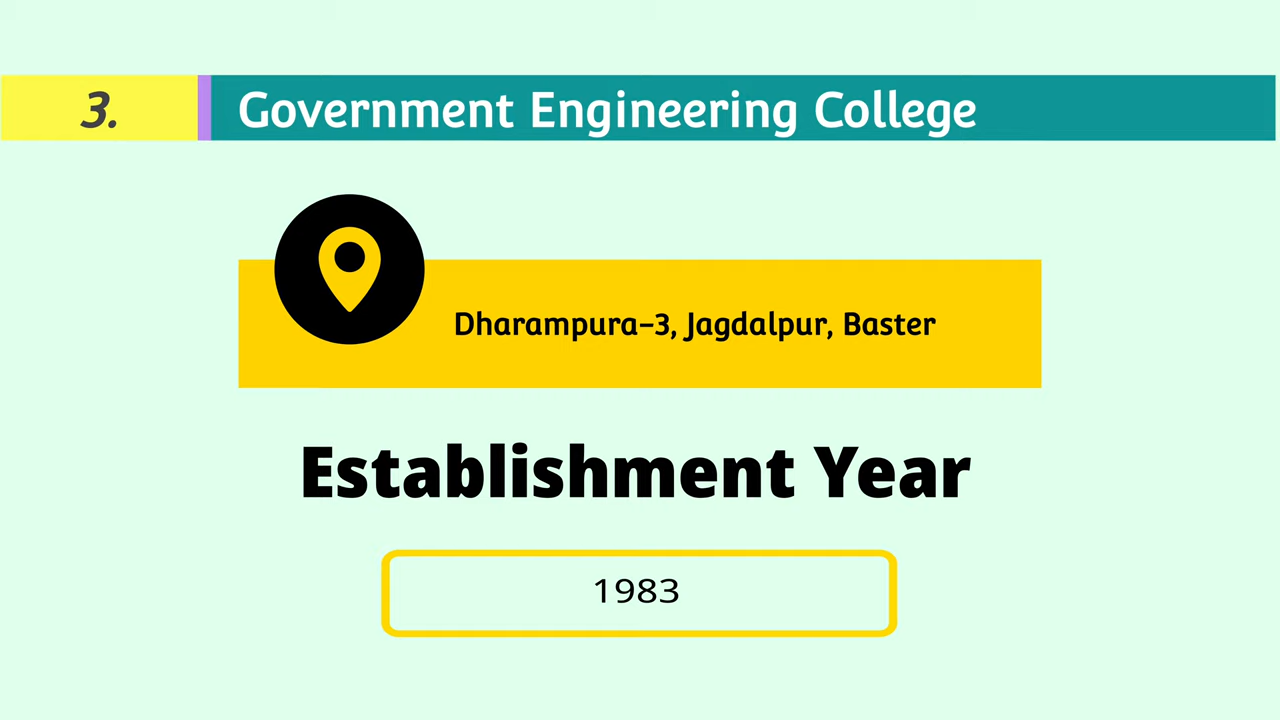 3. Government Engineering College
Dharampura-3, Jagdalpur, Baster
Establishment Year
1983